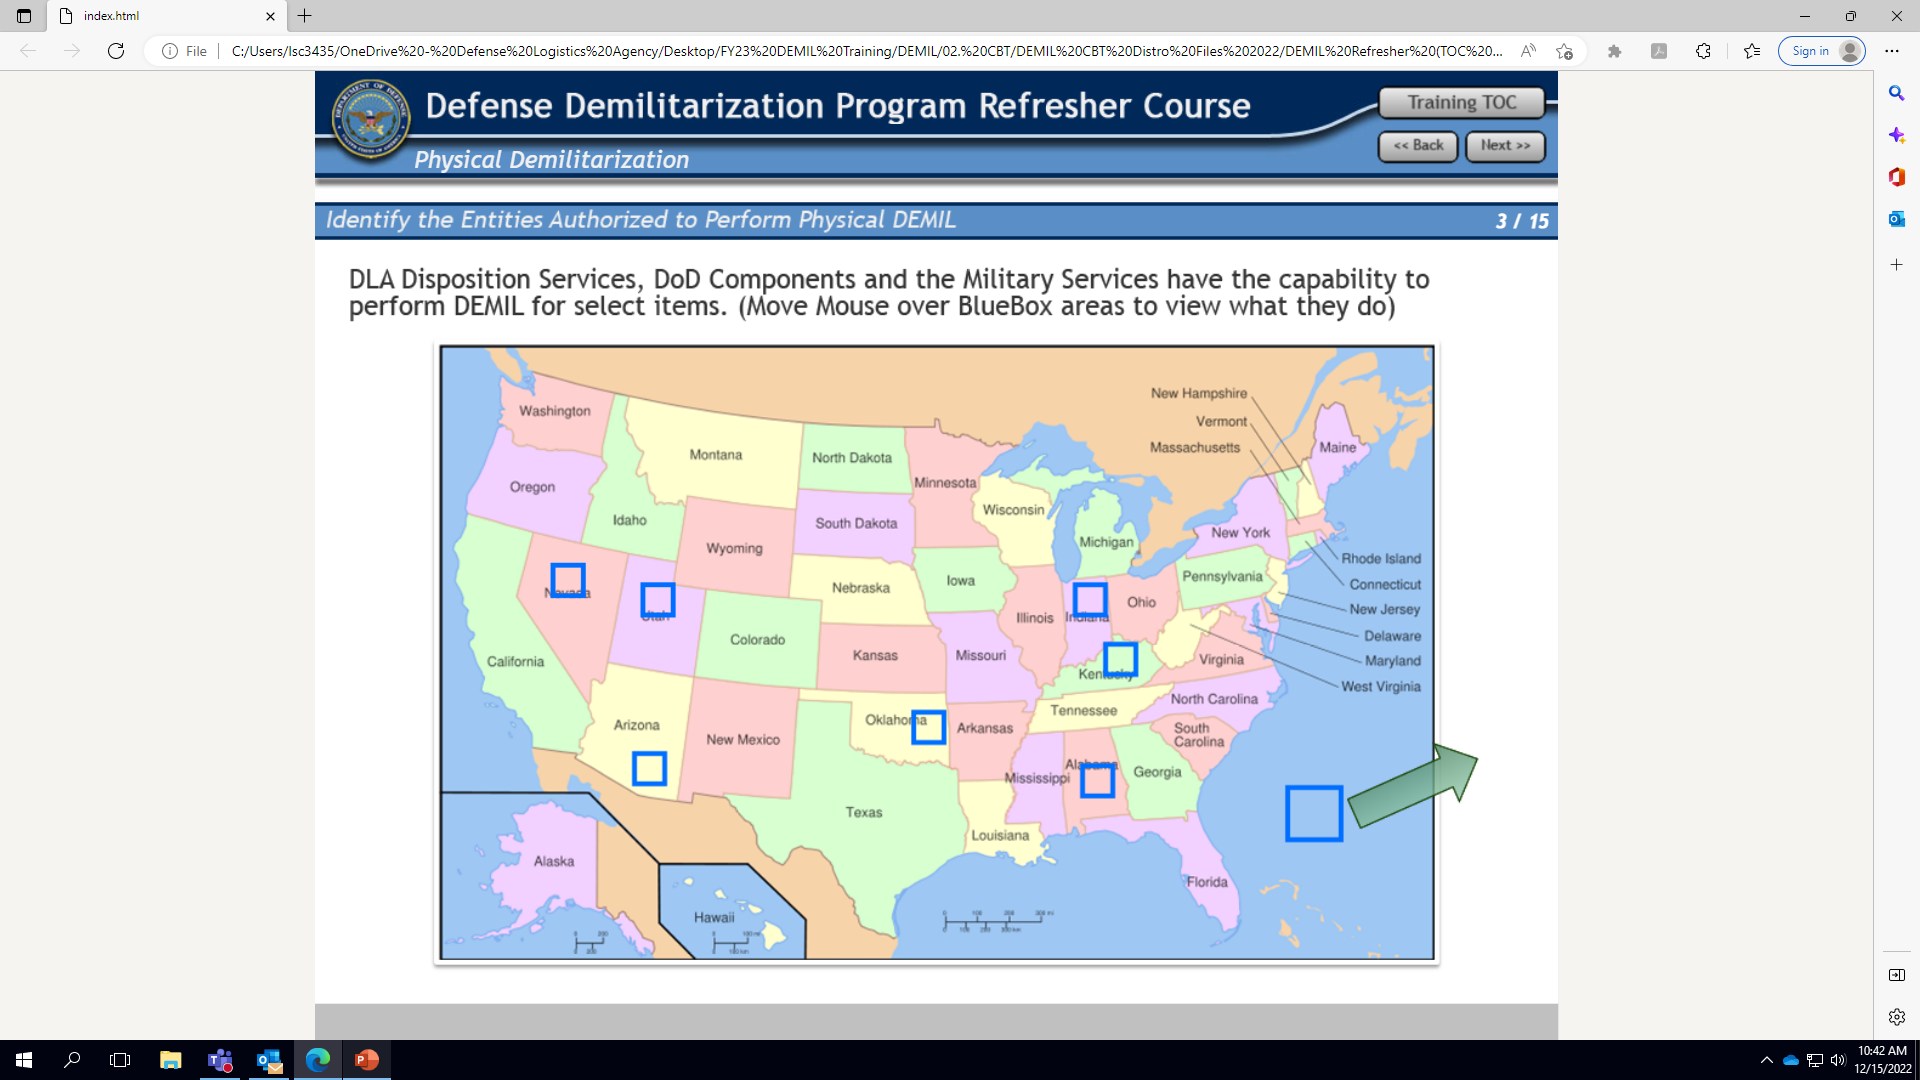 index.html
File
C:/Users/lsc3435/OneDrive%20-%20Defense%20Logistics%20Agency/Desktop/FY23%20DEMIL%20Training/DEMIL/02.%20CBT/DEMIL%20CBT%20Distro%20Files%202022/DEMIL%20Refresher%20(TOC%20...
Sign in
Defense Demilitarization Program Refresher Course
Training TOC
<< Back
Next >>
Physical Demilitarization
Identify the Entities Authorized to Perform Physical DEMIL
3 / 15
DLA Disposition Services, DoD Components and the Military Services have the capability to
perform DEMIL for select items. (Move Mouse over BlueBox areas to view what they do)
New Hampshire
Vermont
Massachusetts
Washington
Montana
North Dakota
Minnesota
Maine
Oregon
Idaho
Wisconsin
South Dakota
Wyoming
Michigan
New York
Rhode Island
Connecticut
New Jersey
Delaware
Maryland
West Virginia
Nevada
Utah
Nebraska
Iowa
Illinois
Indiana
Ohio
Pennsylvania
California
Colorado
Kansas
Missouri
Kentucky
Virginia
North Carolina
Tennessee
South
Carolina
Arizona
New Mexico
Oklahoma
Arkansas
Mississippi
Alabama
Georgia
Texas
Louisiana
Florida
Alaska
Hawaii
10:42 AM
12/15/2022